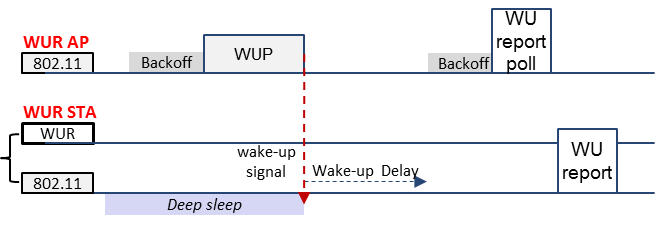 WUR AP
802.11
Backoff
WUP
Backoff
WU
report
poll
WUR STA
WUR
802.11
wake-up
signal
Wake-up Delay
WU
report
Deep sleep